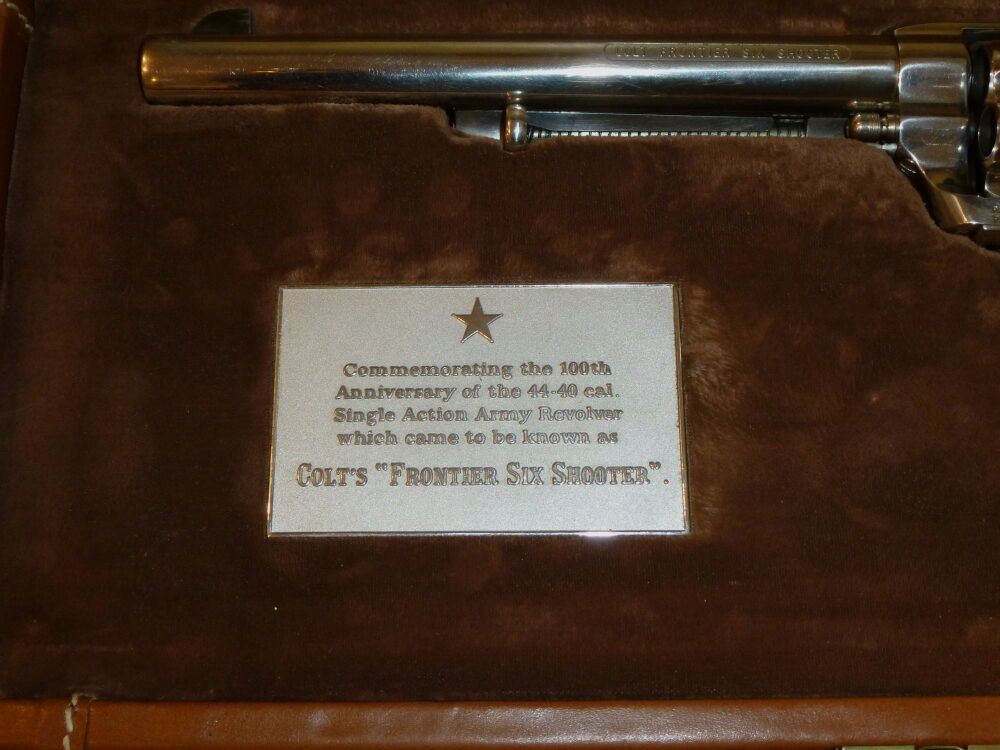 COLT FRONTIER SIX SHOOTER
Commemorating the 100th
Anniversary of the 44-40 cal.
Single Action Army Revolver
which came to be known as
COLT'S "FRONTIER SIX SHOOTER".